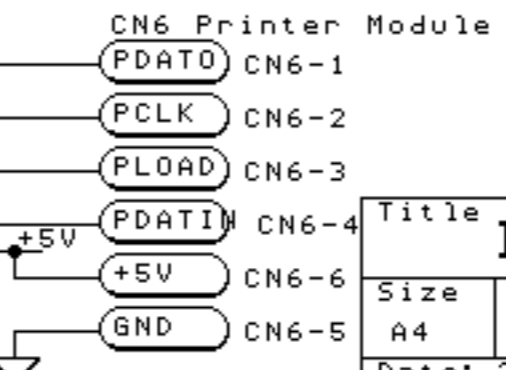 CN6 Printer Module
PDATO CN6-1
PCLK CN6-2
PLOAD CN6-3
PDATIN CN6-4
Title
+5V
+5V CN6-6
Size
GND CN6-5
A4